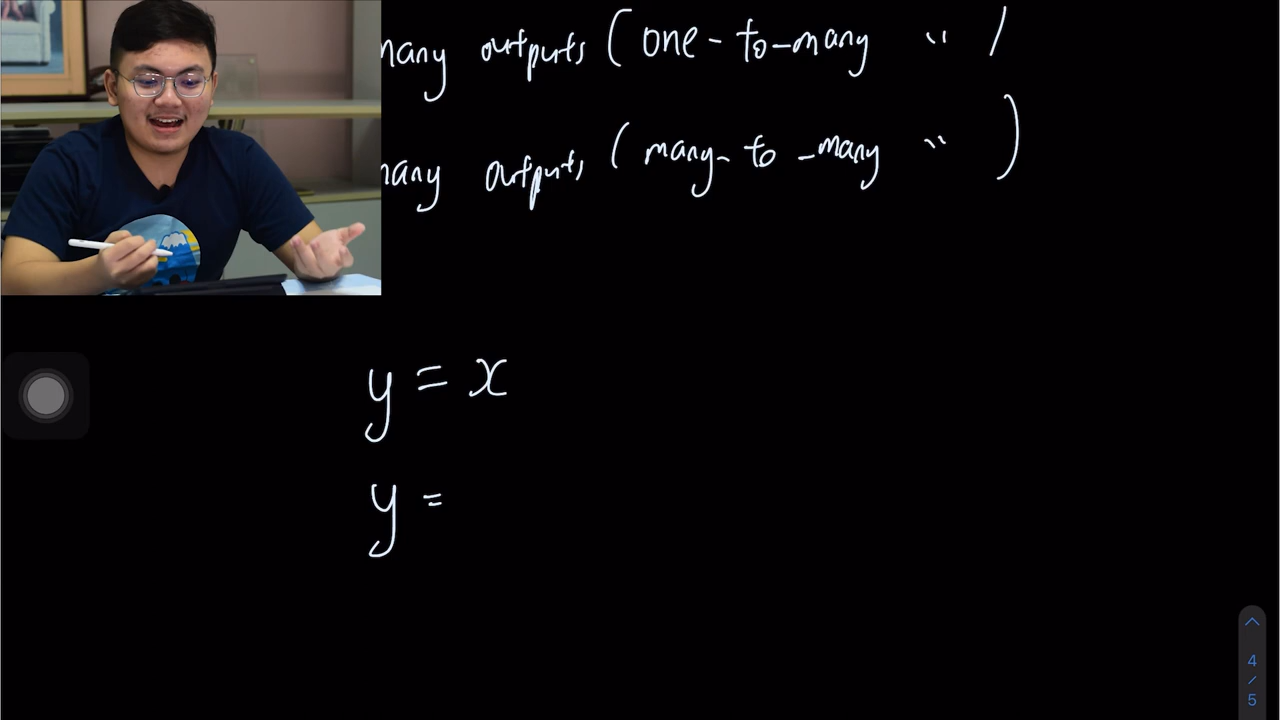 many outputs ( one-to-many " )
many outputs ( many-to-many " )
y = x
y =
4
/
5